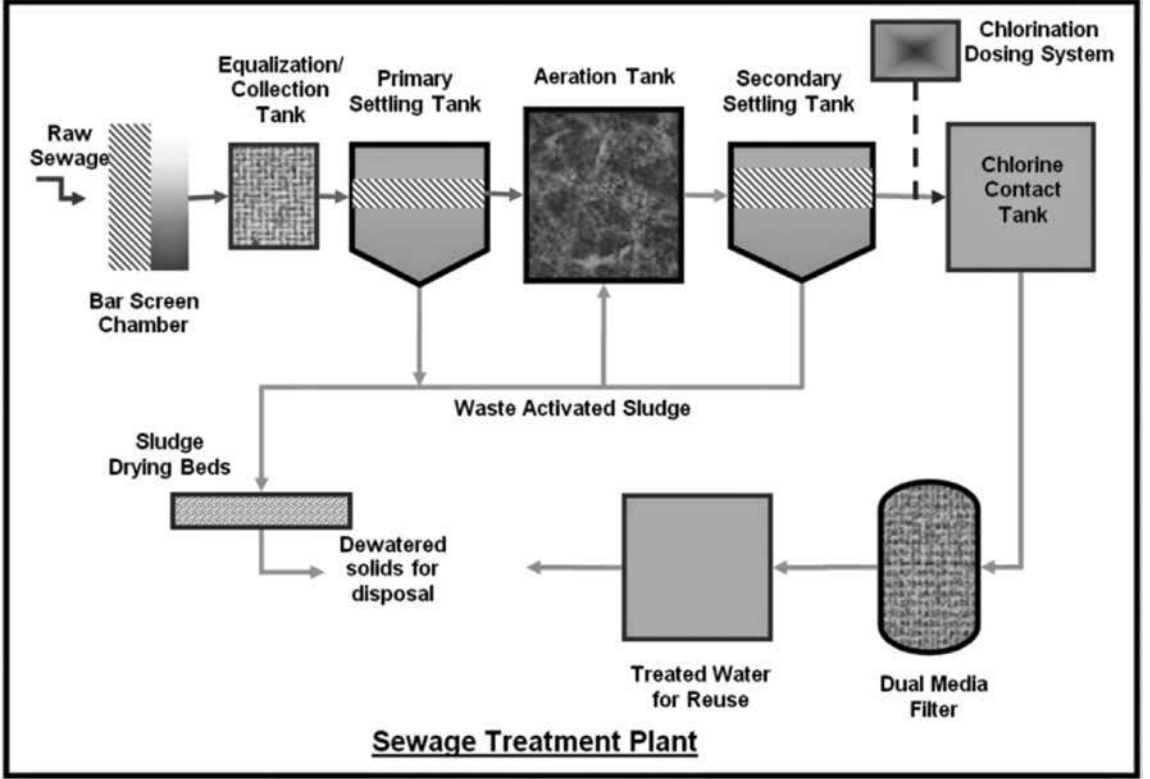 Chlorination
Dosing System
Equalization/
Collection
Tank
Primary
Settling Tank
Aeration Tank
Secondary
Settling Tank
Raw
Sewage
Chlorine
Contact
Tank
Bar Screen
Chamber
Waste Activated Sludge
Sludge
Drying Beds
Dewatered
solids for
disposal
Treated Water
for Reuse
Dual Media
Filter
Sewage Treatment Plant